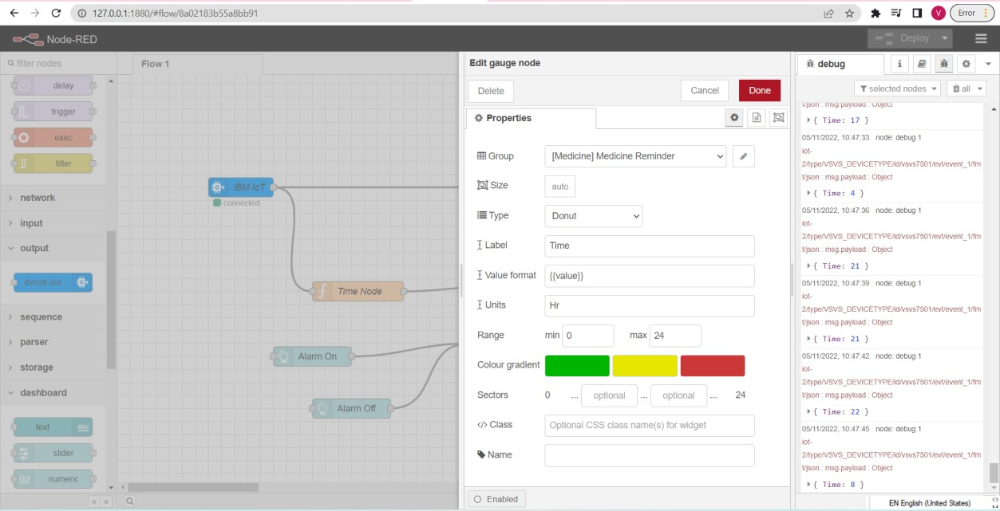 127.0.0.1:1880/#flow/8a02183b55a8bb91
V
Error
Node-RED
Deploy
filter nodes
delay
trigger
exec
filter
network
input
output
ibmiot out
sequence
parser
storage
dashboard
text
abc
slider
numeric
Flow 1
IBM IoT
connected
Time Node
Alarm On
Alarm Off
Edit gauge node
Delete
Cancel
Done
Properties
Group
[Medicine] Medicine Reminder
Size
auto
Type
Donut
Label
Time
Value format
{{value}}
Units
Hr
Range
min 0
max 24
Colour gradient
Sectors
0 ... optional ... optional ... 24
</> Class
Optional CSS class name(s) for widget
Name
Enabled
debug
i
selected nodes
all
t/json : msg.payload : Object
{ Time: 17 }
05/11/2022, 10:47:33 node: debug 1
iot-
2/type/VSVS_DEVICETYPE/id/vsvs7501/evt/event_1/fm
t/json : msg.payload : Object
{ Time: 4 }
05/11/2022, 10:47:36 node: debug 1
iot-
2/type/VSVS_DEVICETYPE/id/vsvs7501/evt/event_1/fm
t/json : msg.payload : Object
{ Time: 21 }
05/11/2022, 10:47:39 node: debug 1
iot-
2/type/VSVS_DEVICETYPE/id/vsvs7501/evt/event_1/fm
t/json : msg.payload : Object
{ Time: 21 }
05/11/2022, 10:47:42 node: debug 1
iot-
2/type/VSVS_DEVICETYPE/id/vsvs7501/evt/event_1/fm
t/json : msg.payload : Object
{ Time: 22 }
05/11/2022, 10:47:45 node: debug 1
iot-
2/type/VSVS_DEVICETYPE/id/vsvs7501/evt/event_1/fm
t/json : msg.payload : Object
{ Time: 8 }
EN English (United States)